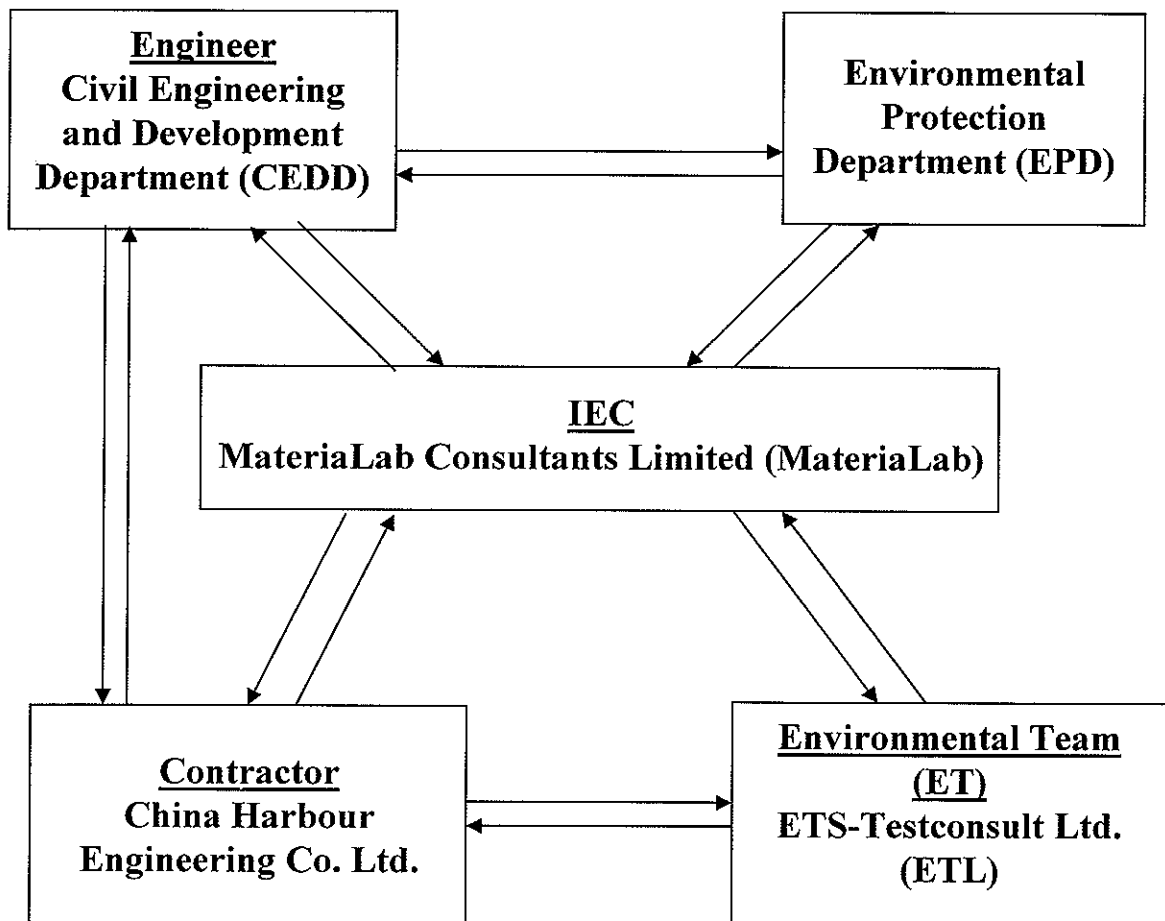 Engineer
Civil Engineering
and Development
Department (CEDD)
Environmental
Protection
Department (EPD)
IEC
MateriaLab Consultants Limited (MateriaLab)
Contractor
China Harbour
Engineering Co. Ltd.
Environmental Team
(ET)
ETS-Testconsult Ltd.
(ETL)